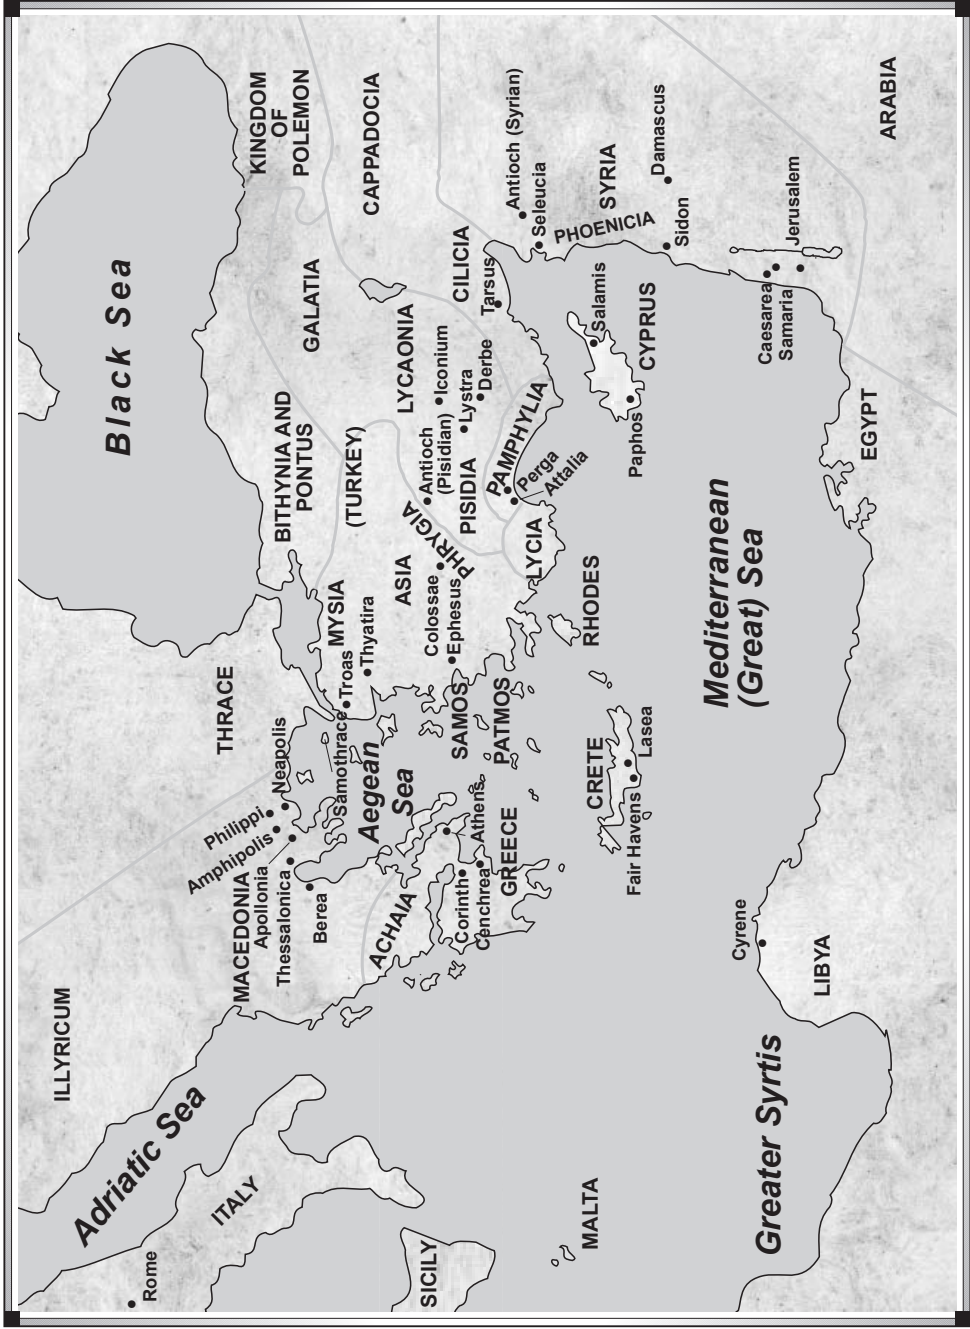 ILLYRICUM
Adriatic Sea
Rome
ITALY
SICILY
MALTA
Greater Syrtis
LIBYA
Cyrene
THRACE
MACEDONIA
Philippi
Neapolis
Amphipolis
Apollonia
Thessalonica
Berea
Samothrace
Aegean
Sea
ACHAIA
Athens
Corinth
Cenchrea
GREECE
CRETE
Fair Havens
Lasea
Black Sea
BITHYNIA AND
PONTUS
(TURKEY)
MYSIA
Troas
Thyatira
ASIA
PHRYGIA
Colossae
Ephesus
SAMOS
PATMOS
RHODES
LYCIA
Antioch
(Pisidian)
PISIDIA
PAMPHYLIA
Perga
Attalia
GALATIA
LYCAONIA
Iconium
Lystra
Derbe
KINGDOM
OF
POLEMON
CAPPADOCIA
CILICIA
Tarsus
Antioch (Syrian)
Seleucia
SYRIA
PHOENICIA
Damascus
Sidon
Salamis
CYPRUS
Paphos
Caesarea
Samaria
Jerusalem
ARABIA
EGYPT
Mediterranean
(Great) Sea